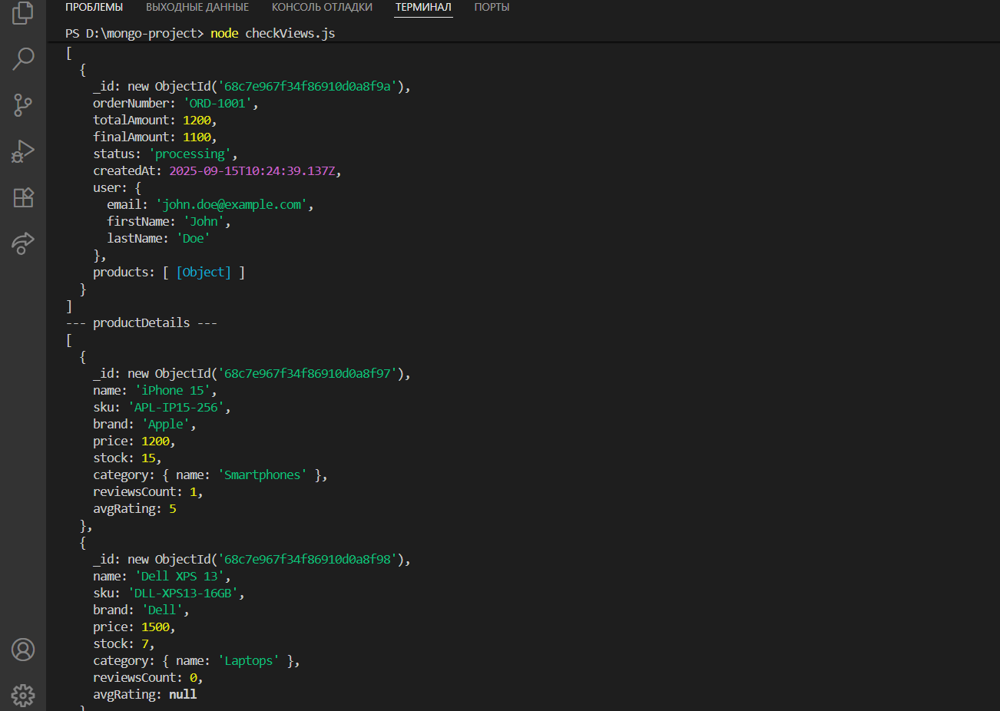 ПРОБЛЕМЫ ВЫХОДНЫЕ ДАННЫЕ КОНСОЛЬ ОТЛАДКИ ТЕРМИНАЛ ПОРТЫ
PS D:\mongo-project> node checkViews.js
[
  {
    _id: new ObjectId('68c7e967f34f86910d0a8f9a'),
    orderNumber: 'ORD-1001',
    totalAmount: 1200,
    finalAmount: 1100,
    status: 'processing',
    createdAt: 2025-09-15T10:24:39.137Z,
    user: {
      email: 'john.doe@example.com',
      firstName: 'John',
      lastName: 'Doe'
    },
    products: [ [Object] ]
  }
]
--- productDetails ---
[
  {
    _id: new ObjectId('68c7e967f34f86910d0a8f97'),
    name: 'iPhone 15',
    sku: 'APL-IP15-256',
    brand: 'Apple',
    price: 1200,
    stock: 15,
    category: { name: 'Smartphones' },
    reviewsCount: 1,
    avgRating: 5
  },
  {
    _id: new ObjectId('68c7e967f34f86910d0a8f98'),
    name: 'Dell XPS 13',
    sku: 'DLL-XPS13-16GB',
    brand: 'Dell',
    price: 1500,
    stock: 7,
    category: { name: 'Laptops' },
    reviewsCount: 0,
    avgRating: null
  }